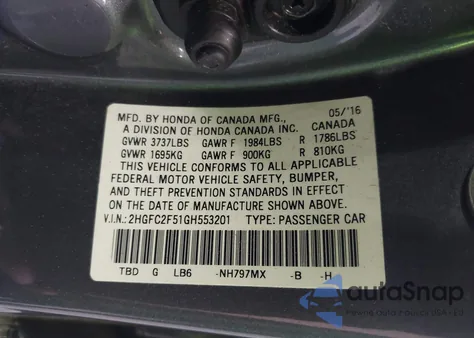 MFD. BY HONDA OF CANADA MFG., 05/'16
A DIVISION OF HONDA CANADA INC. CANADA
GVWR 3737LBS GAWR F 1984LBS R 1786LBS
GVWR 1695KG GAWR F 900KG R 810KG
THIS VEHICLE CONFORMS TO ALL APPLICABLE
FEDERAL MOTOR VEHICLE SAFETY, BUMPER,
AND THEFT PREVENTION STANDARDS IN EFFECT
ON THE DATE OF MANUFACTURE SHOWN ABOVE.
V.I.N.: 2HGFC2F51GH553201 TYPE: PASSENGER CAR
TBD G LB6 -NH797MX -B -H
autoSnap